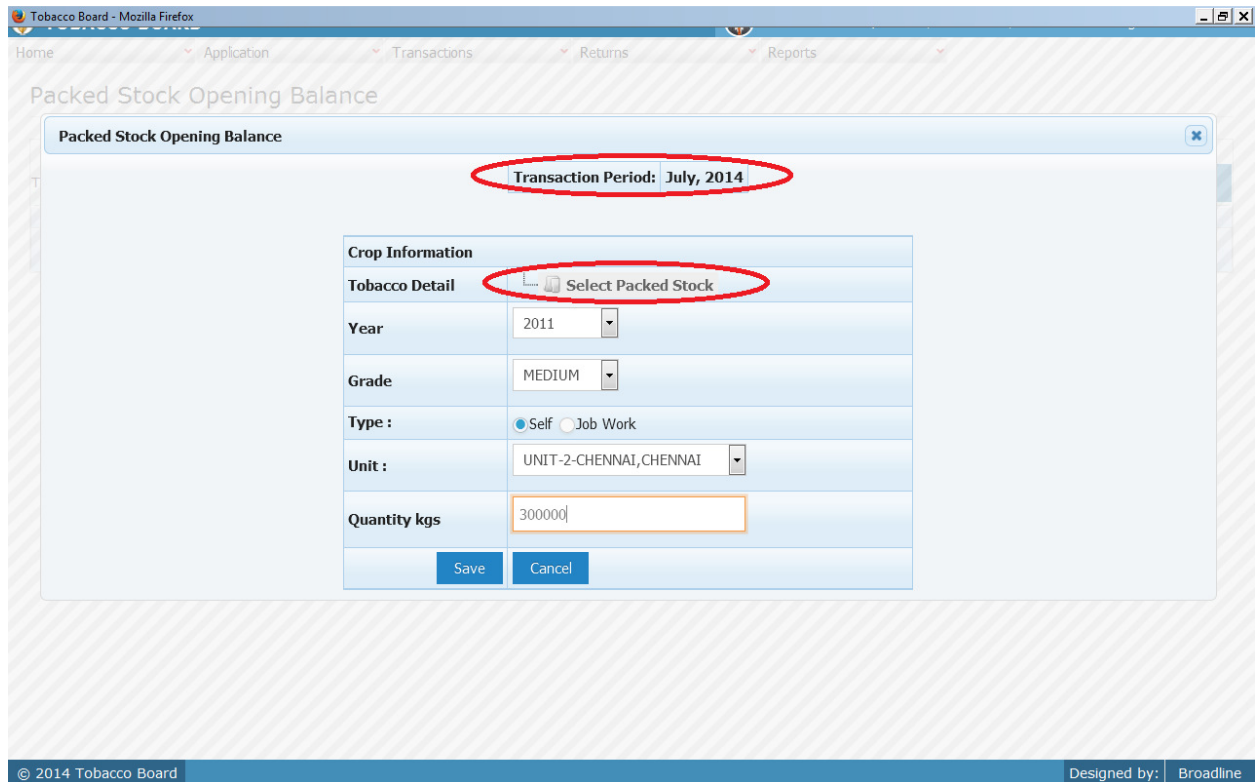 Tobacco Board - Mozilla Firefox
TOBACCO BOARD
Home Application Transactions Returns Reports
Packed Stock Opening Balance
Packed Stock Opening Balance
Transaction Period: July, 2014
Crop Information
Tobacco Detail Select Packed Stock
Year 2011
Grade MEDIUM
Type : Self Job Work
Unit : UNIT-2-CHENNAI,CHENNAI
Quantity kgs 300000
Save Cancel
© 2014 Tobacco Board Designed by: Broadline